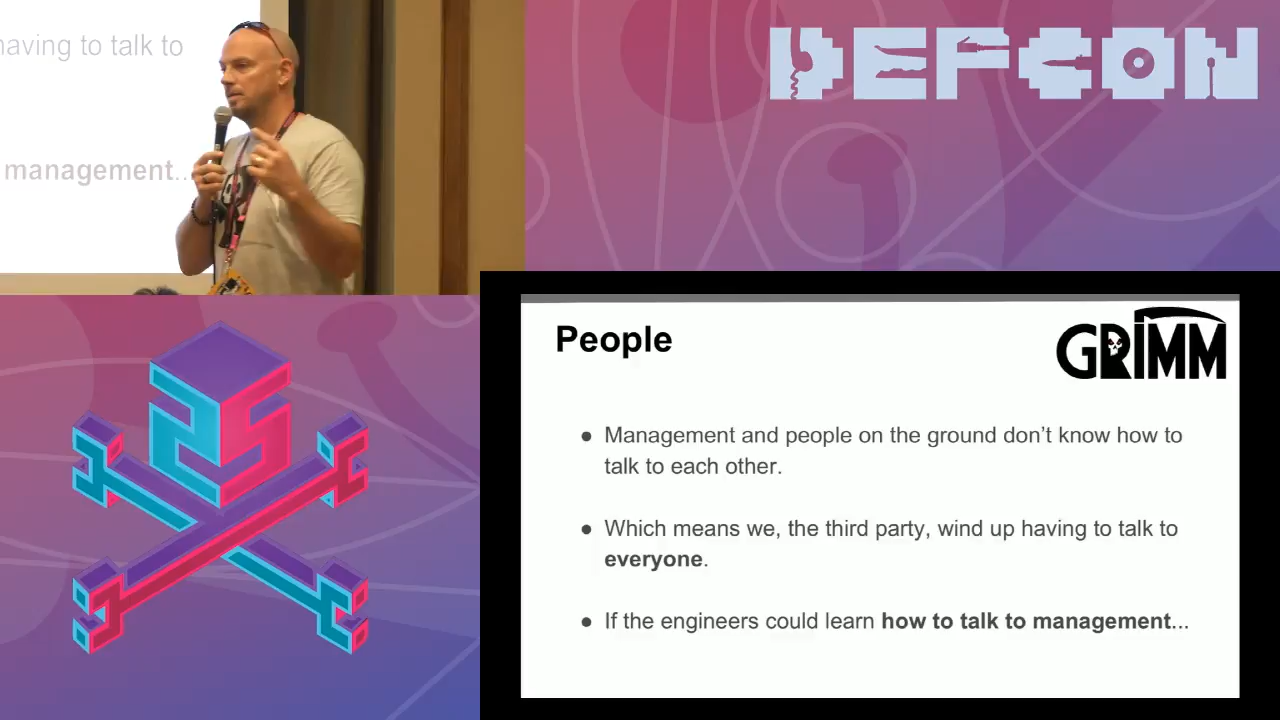 having to talk to
management...
DEFCON
People
GRIMM
● Management and people on the ground don't know how to
talk to each other.
● Which means we, the third party, wind up having to talk to
everyone.
● If the engineers could learn how to talk to management...
25